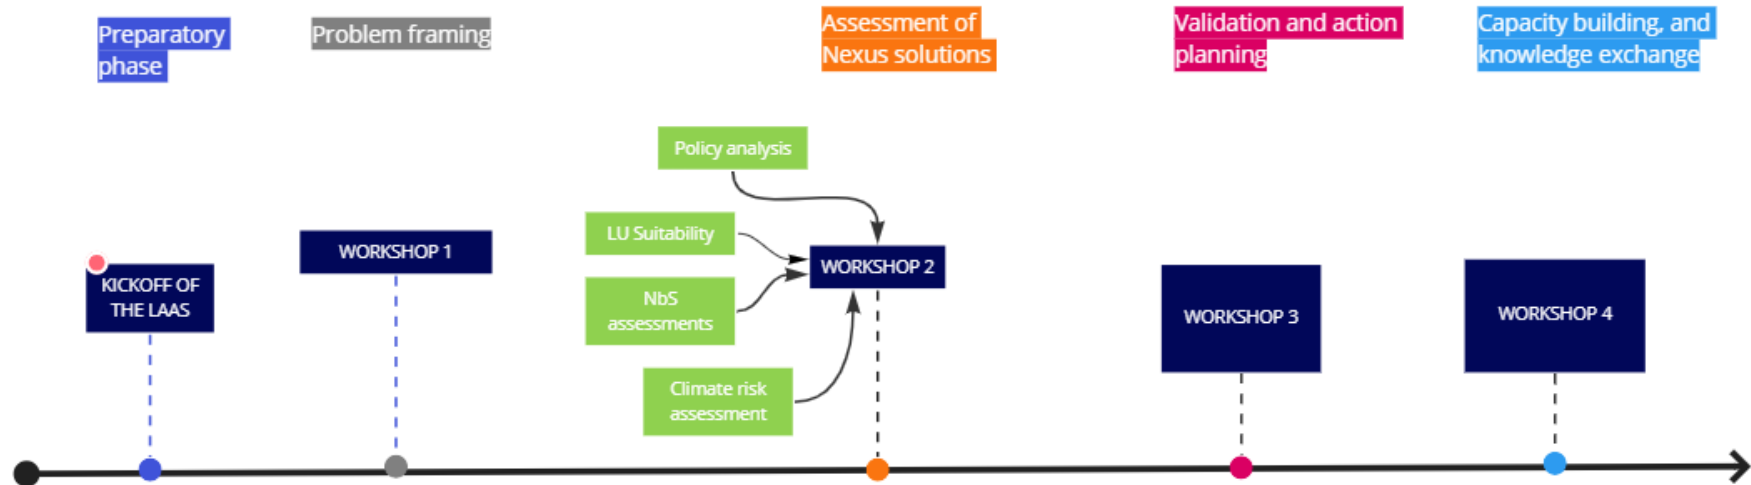 Preparatory
phase
Problem framing
Assessment of
Nexus solutions
Validation and action
planning
Capacity building, and
knowledge exchange
Policy analysis
LU Suitability
NbS
assessments
Climate risk
assessment
KICKOFF OF
THE LAAS
WORKSHOP 1
WORKSHOP 2
WORKSHOP 3
WORKSHOP 4